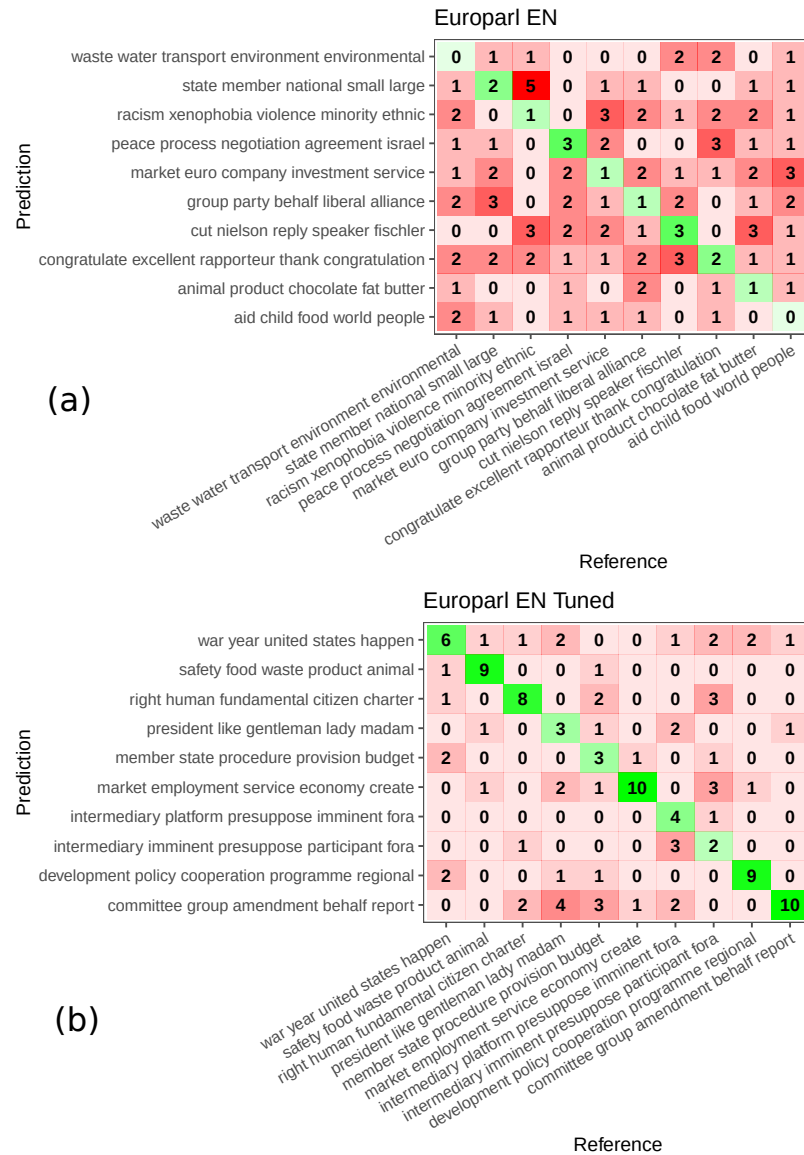 Europarl EN
waste water transport environment environmental 0 1 1 0 0 0 2 2 0 1
state member national small large 1 2 5 0 1 1 0 0 1 1
racism xenophobia violence minority ethnic 2 0 1 0 3 2 1 2 2 1
peace process negotiation agreement israel 1 1 0 3 2 0 0 3 1 1
market euro company investment service 1 2 0 2 1 2 1 1 2 3
group party behalf liberal alliance 2 3 0 2 1 1 2 0 1 2
cut nielson reply speaker fischler 0 0 3 2 2 1 3 0 3 1
congratulate excellent rapporteur thank congratulation 2 2 2 1 1 2 3 2 1 1
animal product chocolate fat butter 1 0 0 1 0 2 0 1 1 1
aid child food world people 2 1 0 1 1 1 0 1 0 0
Prediction
waste water transport environment environmental
state member national small large
racism xenophobia violence minority ethnic
peace process negotiation agreement israel
market euro company investment service
group party behalf liberal alliance
cut nielson reply speaker fischler
congratulate excellent rapporteur thank congratulation
animal product chocolate fat butter
aid child food world people
(a)
Reference
Europarl EN Tuned
war year united states happen 6 1 1 2 0 0 1 2 2 1
safety food waste product animal 1 9 0 0 1 0 0 0 0 0
right human fundamental citizen charter 1 0 8 0 2 0 0 3 0 0
president like gentleman lady madam 0 1 0 3 1 0 2 0 0 1
member state procedure provision budget 2 0 0 0 3 1 0 1 0 0
market employment service economy create 0 1 0 2 1 10 0 3 1 0
intermediary platform presuppose imminent fora 0 0 0 0 0 0 4 1 0 0
intermediary imminent presuppose participant fora 0 0 1 0 0 0 3 2 0 0
development policy cooperation programme regional 2 0 0 1 1 0 0 0 9 0
committee group amendment behalf report 0 0 2 4 3 1 2 0 0 10
Prediction
war year united states happen
safety food waste product animal
right human fundamental citizen charter
president like gentleman lady madam
member state procedure provision budget
market employment service economy create
intermediary platform presuppose imminent fora
intermediary imminent presuppose participant fora
development policy cooperation programme regional
committee group amendment behalf report
(b)
Reference